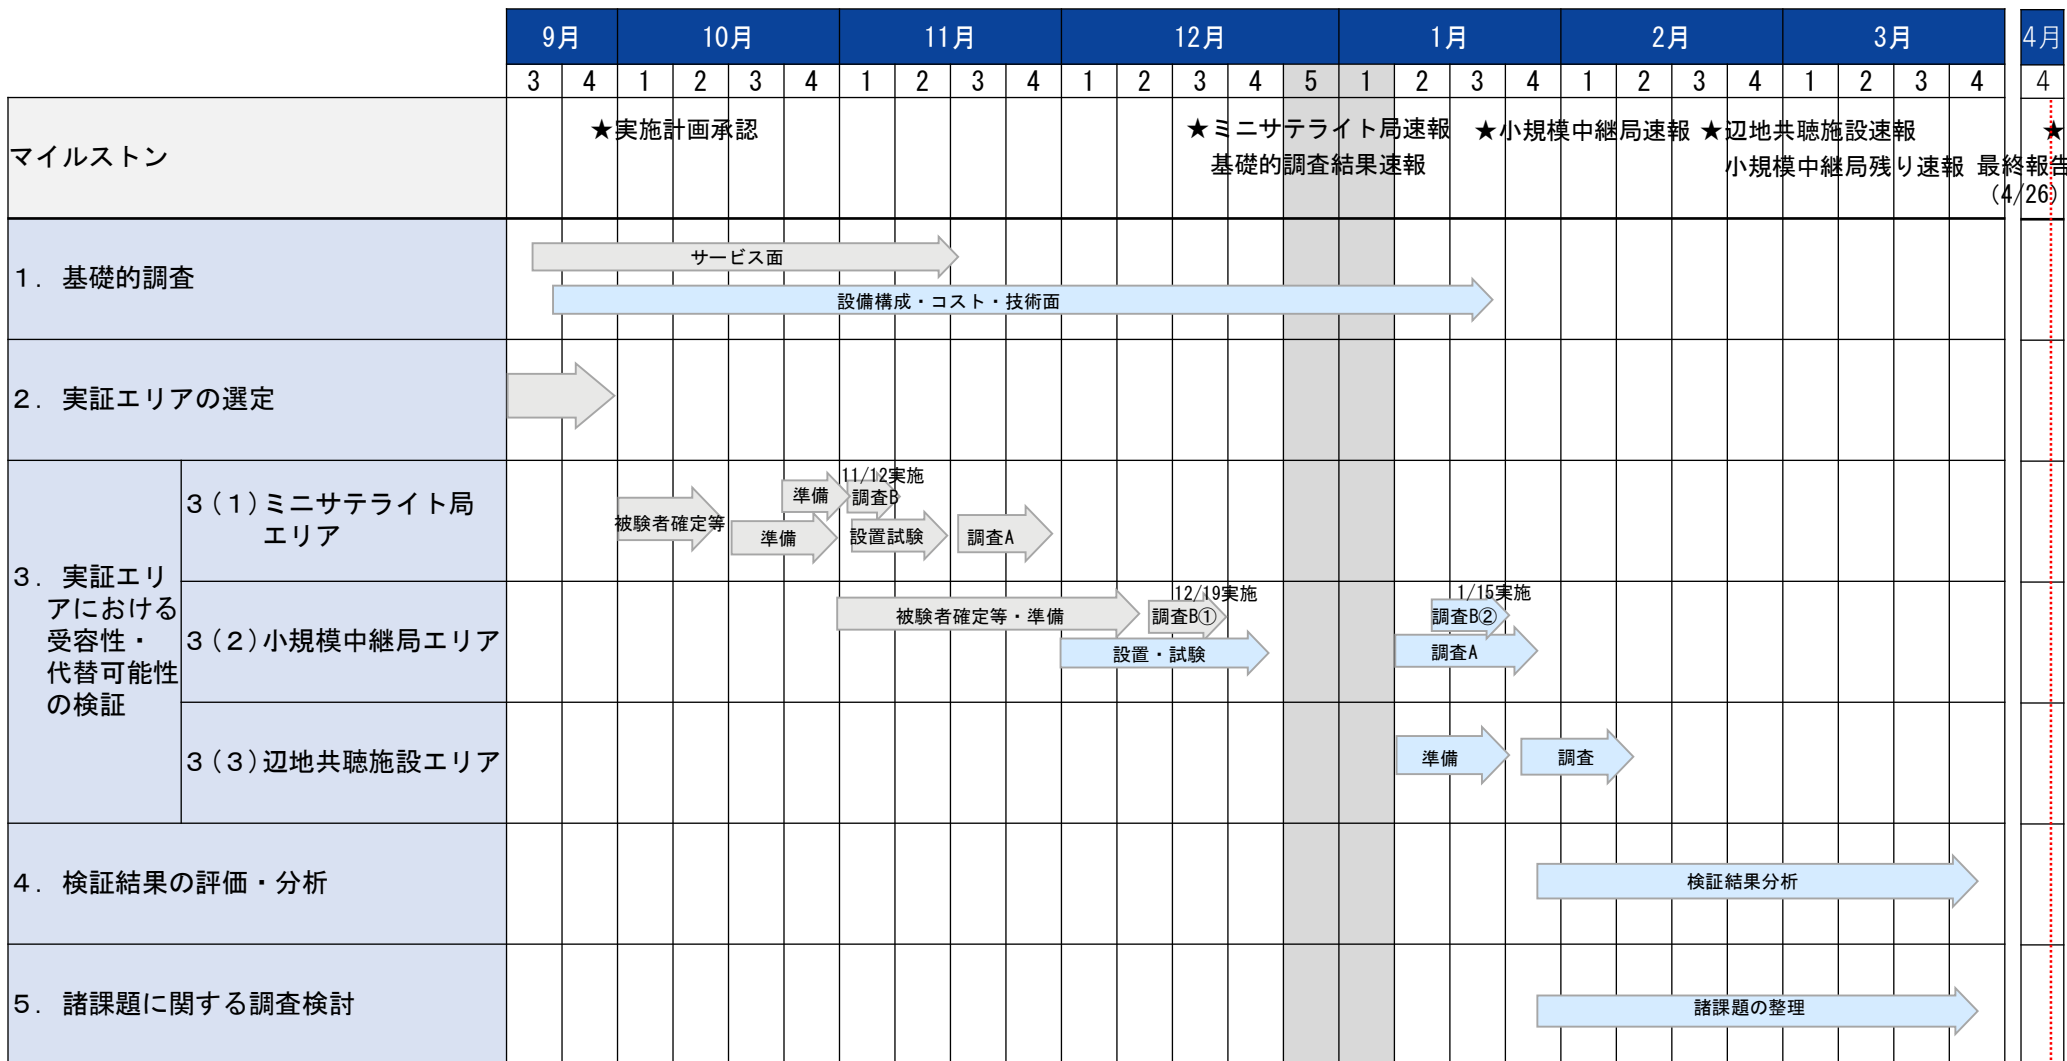 9月 10月 11月 12月 1月 2月 3月 4月
3 4 1 2 3 4 1 2 3 4 1 2 3 4 5 1 2 3 4 1 2 3 4 1 2 3 4 4
マイルストン
★実施計画承認
★ミニサテライト局速報
基礎的調査結果速報
★小規模中継局速報
★辺地共聴施設速報
小規模中継局残り速報
★
最終報告
(4/26)
1. 基礎的調査
サービス面
設備構成・コスト・技術面
2. 実証エリアの選定
3. 実証エリ
アにおける
受容性・
代替可能性
の検証
3(1)ミニサテライト局
エリア
被験者確定等
準備
準備
11/12実施
調査B
設置試験
調査A
3(2)小規模中継局エリア
被験者確定等・準備
12/19実施
調査B①
設置・試験
1/15実施
調査B②
調査A
3(3)辺地共聴施設エリア
準備
調査
4. 検証結果の評価・分析
検証結果分析
5. 諸課題に関する調査検討
諸課題の整理